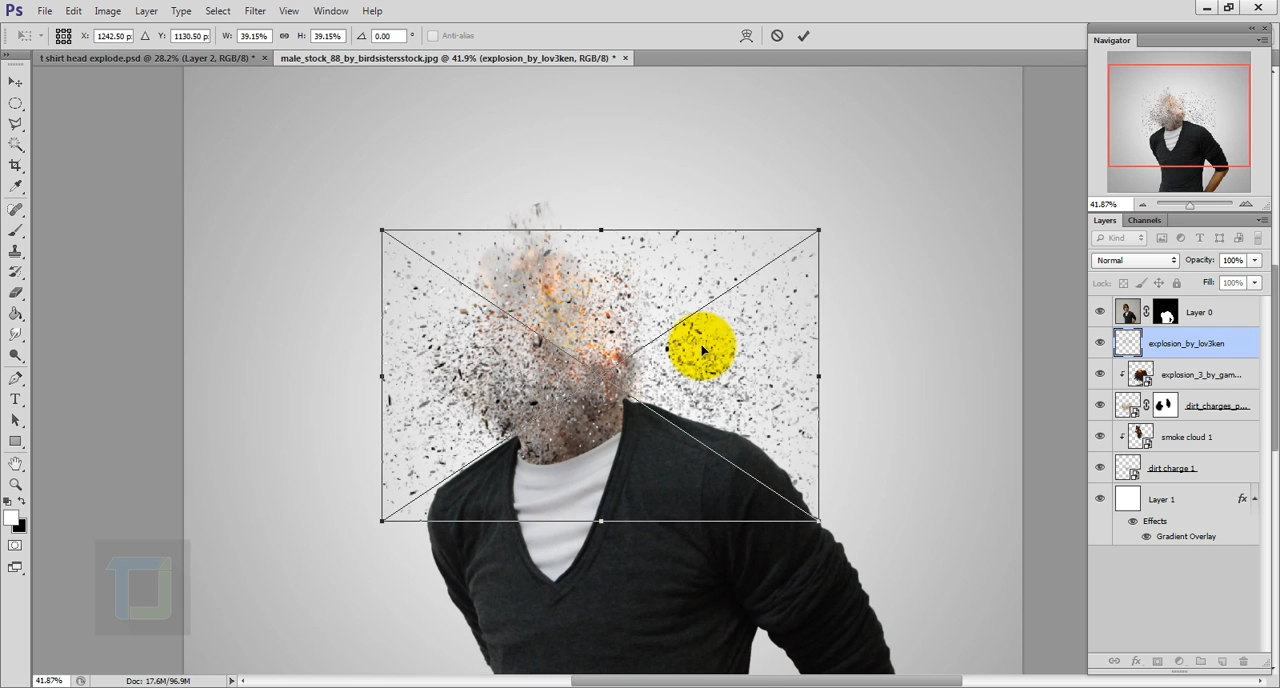 Ps File Edit Image Layer Type Select Filter View Window Help
X: 1242.50 p Y: 1130.50 p W: 39.15% H: 39.15% 0.00 ° Anti-alias
t shirt head explode.psd @ 28.2% (Layer 2, RGB/8) * × male_stock_88_by_birdsistersstock.jpg @ 41.9% (explosion_by_lov3ken, RGB/8) * ×
Navigator
41.87%
Layers Channels
Kind
Normal Opacity: 100%
Lock: Fill: 100%
Layer 0
explosion_by_lov3ken
explosion_3_by_gam...
dirt_charges_p...
smoke cloud 1
dirt charge 1
Layer 1 fx
Effects
Gradient Overlay
T
41.87% Doc: 17.6M/96.9M
fx